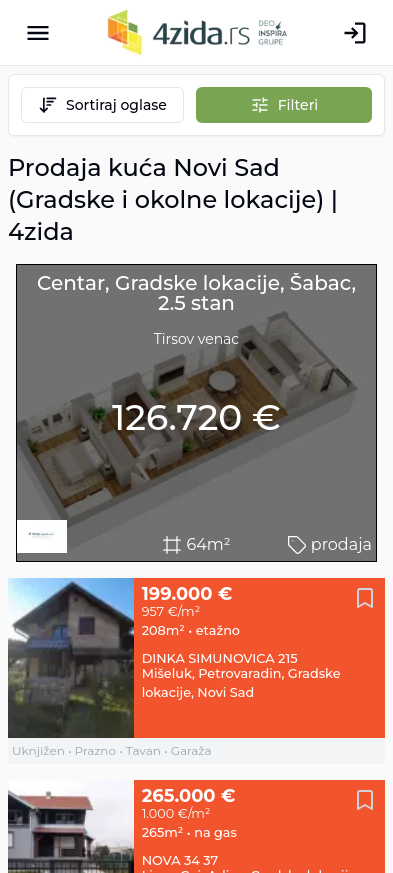 4zida.rs DEO INSPIRA GRUPE
Sortiraj oglase
Filteri
Prodaja kuća Novi Sad
(Gradske i okolne lokacije) |
4zida
Centar, Gradske lokacije, Šabac,
2.5 stan
Tirsov venac
126.720 €
64m²
prodaja
199.000 €
957 €/m²
208m² • etažno
DINKA SIMUNOVICA 215
Mišeluk, Petrovaradin, Gradske
lokacije, Novi Sad
Uknjižen • Prazno • Tavan • Garaža
265.000 €
1.000 €/m²
265m² • na gas
NOVA 34 37